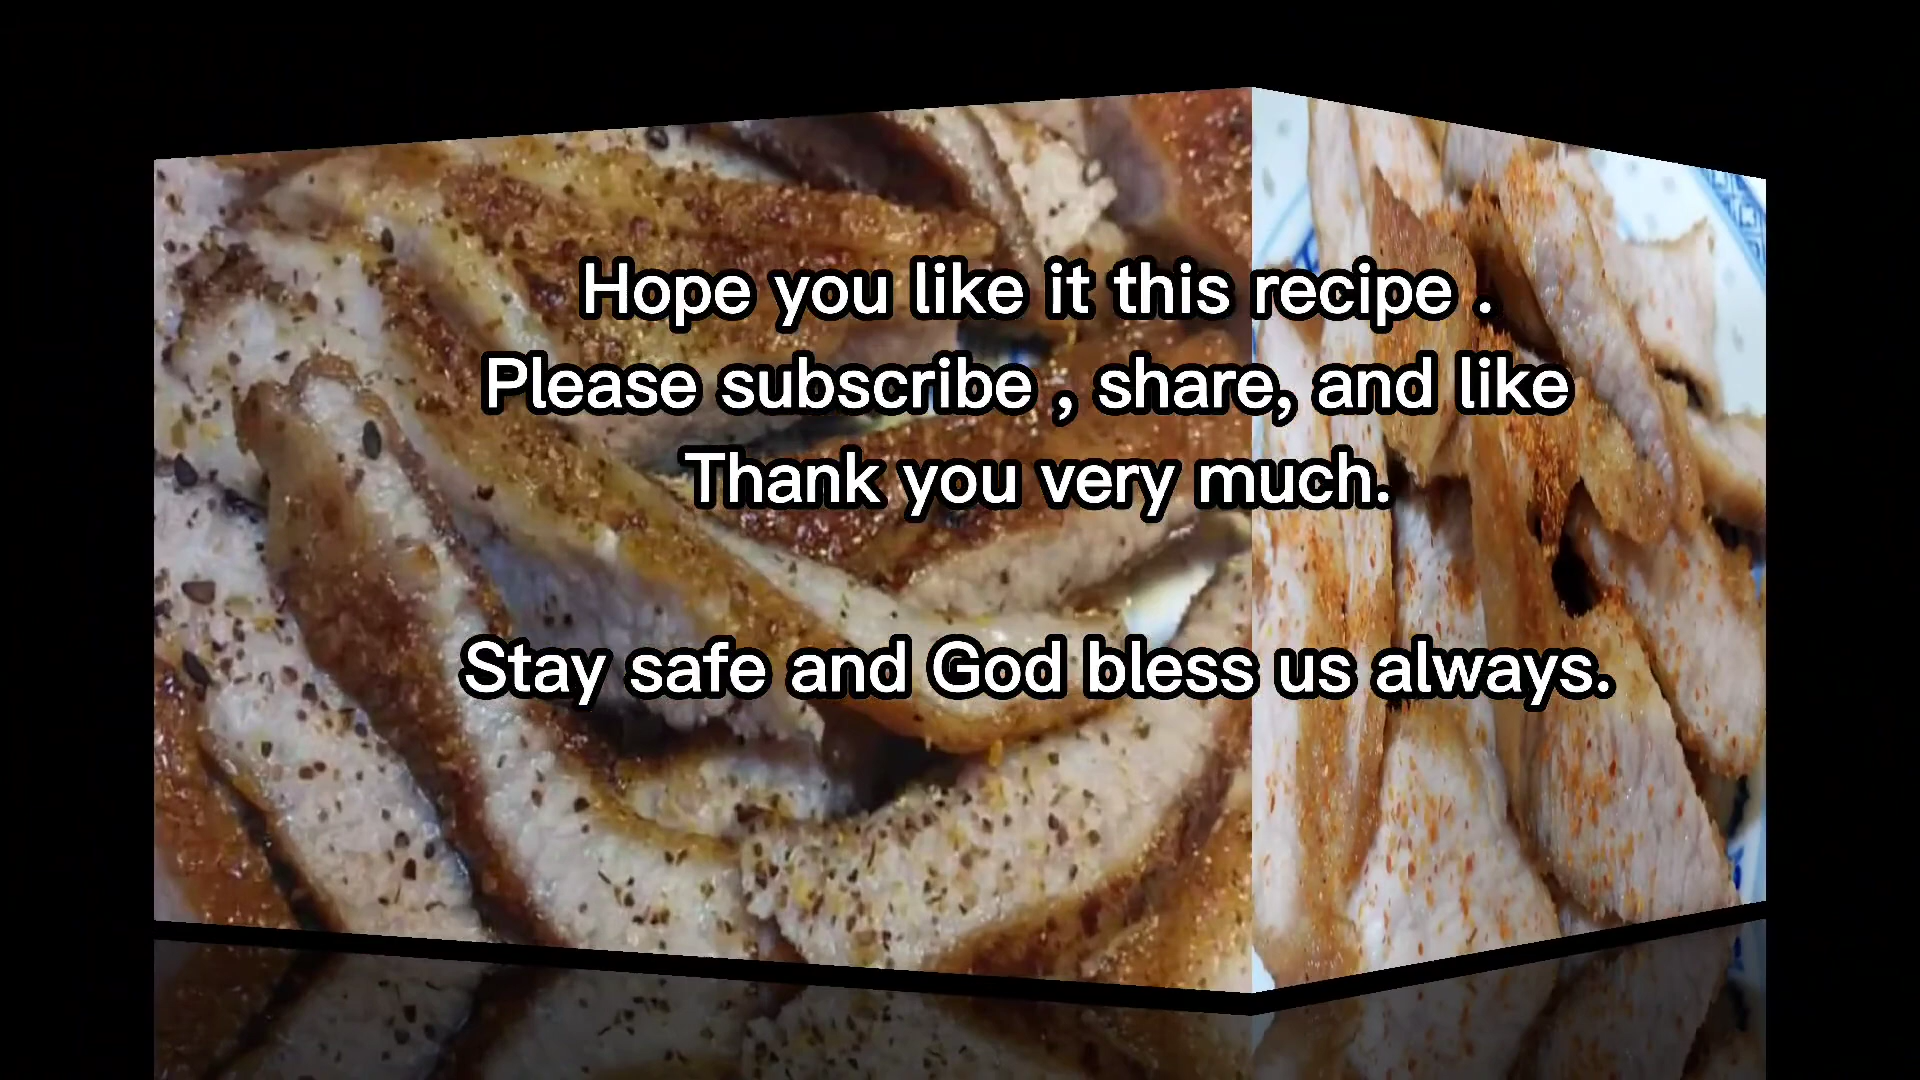 Hope you like it this recipe .
Please subscribe , share, and like
Thank you very much.
Stay safe and God bless us always.